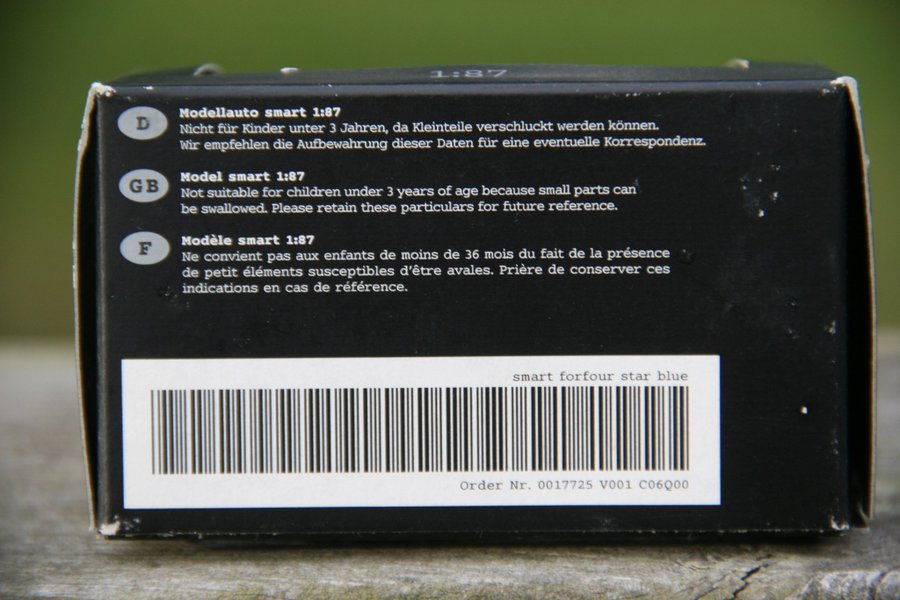 1:87
D
Modellauto smart 1:87
Nicht für Kinder unter 3 Jahren, da Kleinteile verschluckt werden können.
Wir empfehlen die Aufbewahrung dieser Daten für eine eventuelle Korrespondenz.
GB
Model smart 1:87
Not suitable for children under 3 years of age because small parts can
be swallowed. Please retain these particulars for future reference.
F
Modèle smart 1:87
Ne convient pas aux enfants de moins de 36 mois du fait de la présence
de petit éléments susceptibles d'être avales. Prière de conserver ces
indications en cas de référence.
smart forfour star blue
Order Nr. 0017725 V001 C06Q00